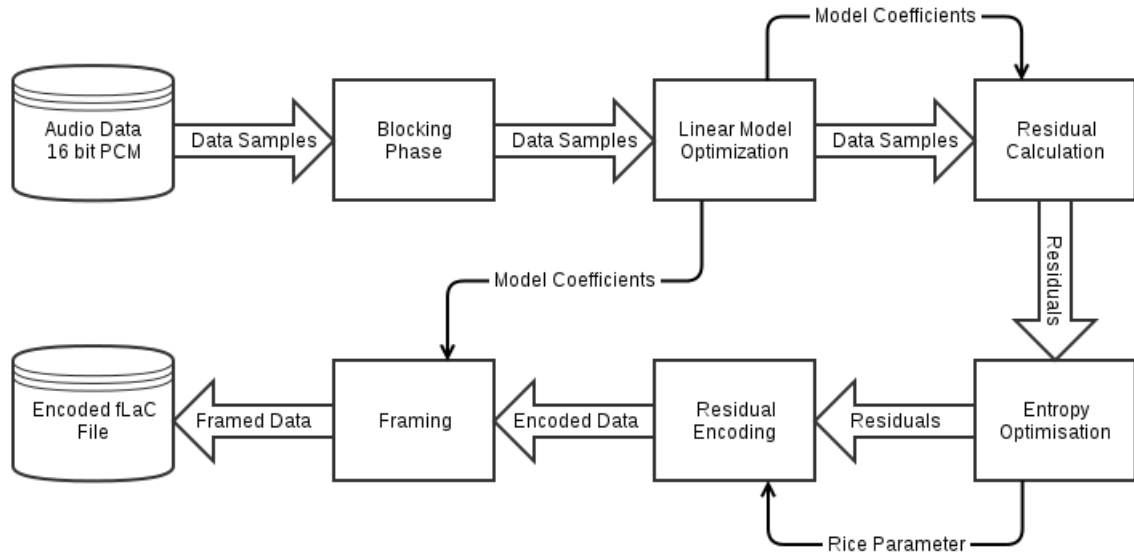 Model Coefficients
Audio Data
16 bit PCM
Data Samples
Blocking
Phase
Data Samples
Linear Model
Optimization
Data Samples
Residual
Calculation
Residuals
Model Coefficients
Encoded fLaC
File
Framed Data
Framing
Encoded Data
Residual
Encoding
Residuals
Entropy
Optimisation
Rice Parameter